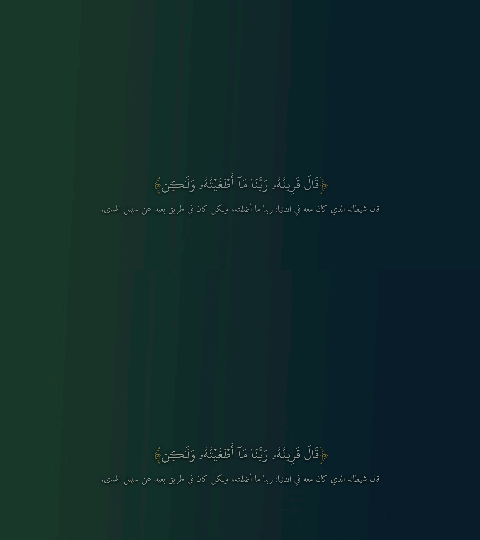 ﴿قَالَ قَرِينُهُۥ رَبَّنَا مَآ أَطْغَيْتُهُۥ وَلَٰكِن﴾
قال شيطانه الذي كان معه في الدنيا: ربنا ما أضللته، ولكن كان في طريق بعيد عن سبيل الهدى.
﴿قَالَ قَرِينُهُۥ رَبَّنَا مَآ أَطْغَيْتُهُۥ وَلَٰكِن﴾
قال شيطانه الذي كان معه في الدنيا: ربنا ما أضللته، ولكن كان في طريق بعيد عن سبيل الهدى.